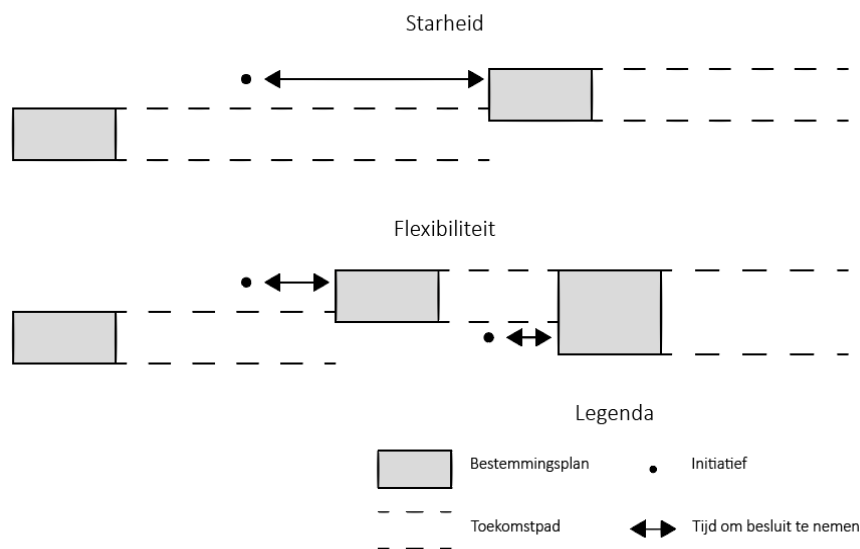 Starheid
Flexibiliteit
Legenda
Bestemmingsplan
Initiatief
Toekomstpad
Tijd om besluit te nemen